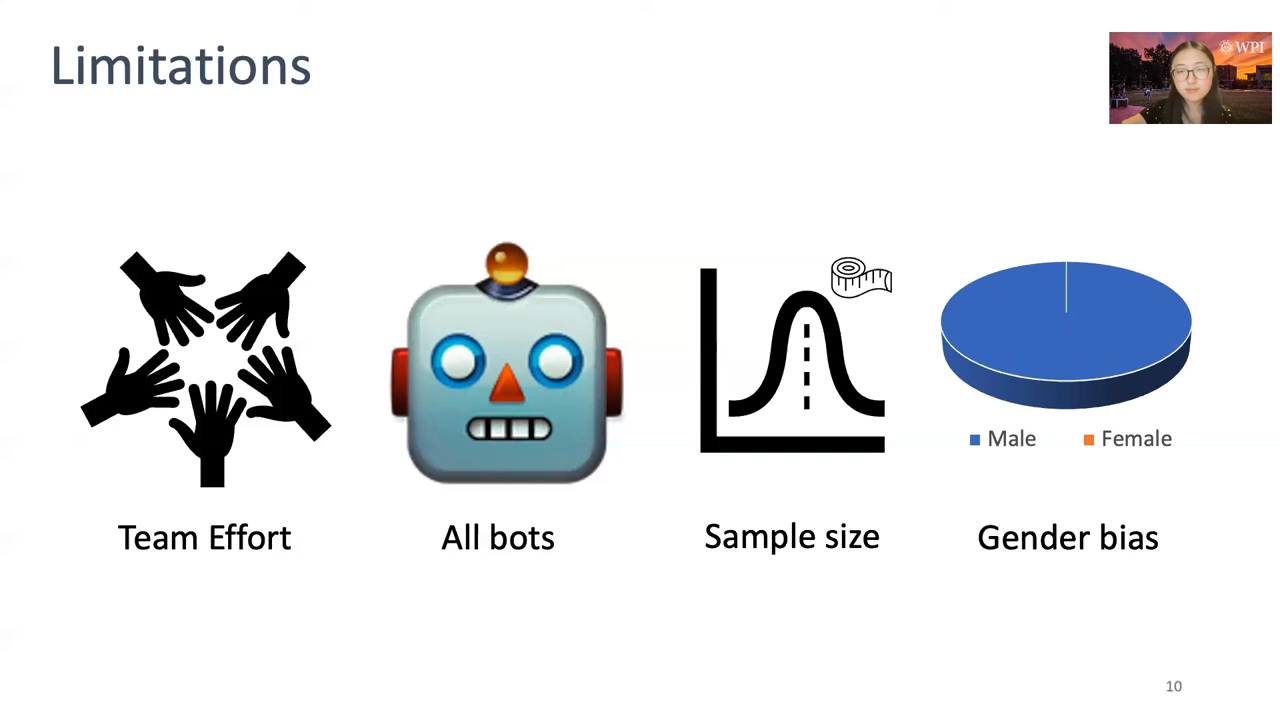 Limitations
WPI
Male
Female
Team Effort
All bots
Sample size
Gender bias
10